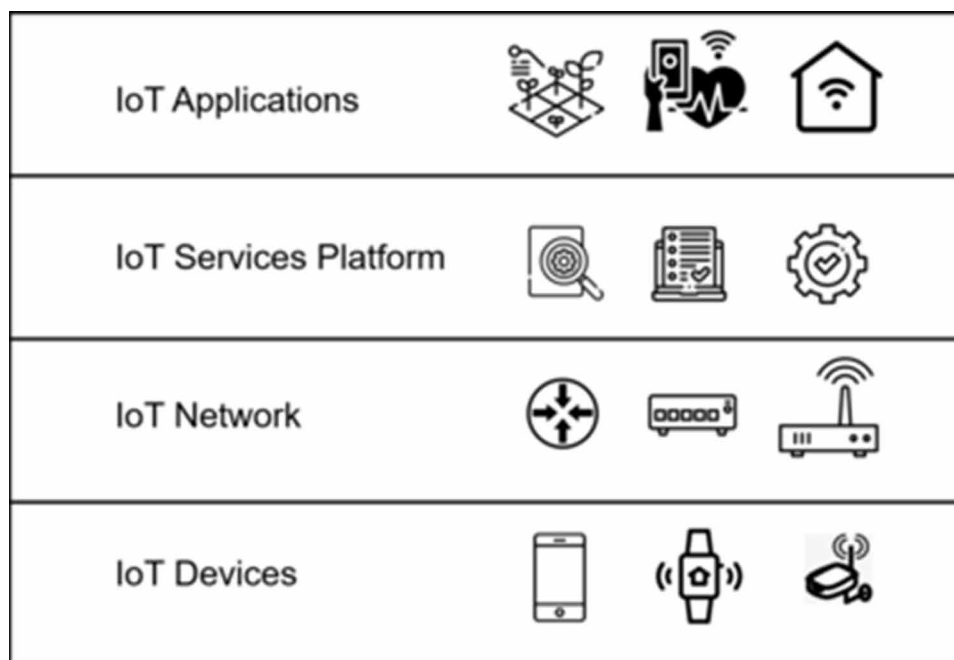 IoT Applications
IoT Services Platform
IoT Network
IoT Devices